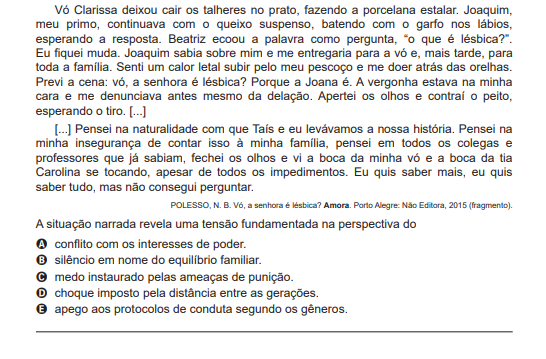 Vó Clarissa deixou cair os talheres no prato, fazendo a porcelana estalar. Joaquim,
meu primo, continuava com o queixo suspenso, batendo com o garfo nos lábios,
esperando a resposta. Beatriz ecoou a palavra como pergunta, “o que é lésbica?”.
Eu fiquei muda. Joaquim sabia sobre mim e me entregaria para a vó e, mais tarde, para
toda a família. Senti um calor letal subir pelo meu pescoço e me doer atrás das orelhas.
Previ a cena: vó, a senhora é lésbica? Porque a Joana é. A vergonha estava na minha
cara e me denunciava antes mesmo da delação. Apertei os olhos e contraí o peito,
esperando o tiro. [...]
[...] Pensei na naturalidade com que Taís e eu levávamos a nossa história. Pensei na
minha insegurança de contar isso à minha família, pensei em todos os colegas e
professores que já sabiam, fechei os olhos e vi a boca da minha vó e a boca da tia
Carolina se tocando, apesar de todos os impedimentos. Eu quis saber mais, eu quis
saber tudo, mas não consegui perguntar.
POLESSO, N. B. Vó, a senhora é lésbica? Amora. Porto Alegre: Não Editora, 2015 (fragmento).
A situação narrada revela uma tensão fundamentada na perspectiva do
A conflito com os interesses de poder.
B silêncio em nome do equilíbrio familiar.
C medo instaurado pelas ameaças de punição.
D choque imposto pela distância entre as gerações.
E apego aos protocolos de conduta segundo os gêneros.